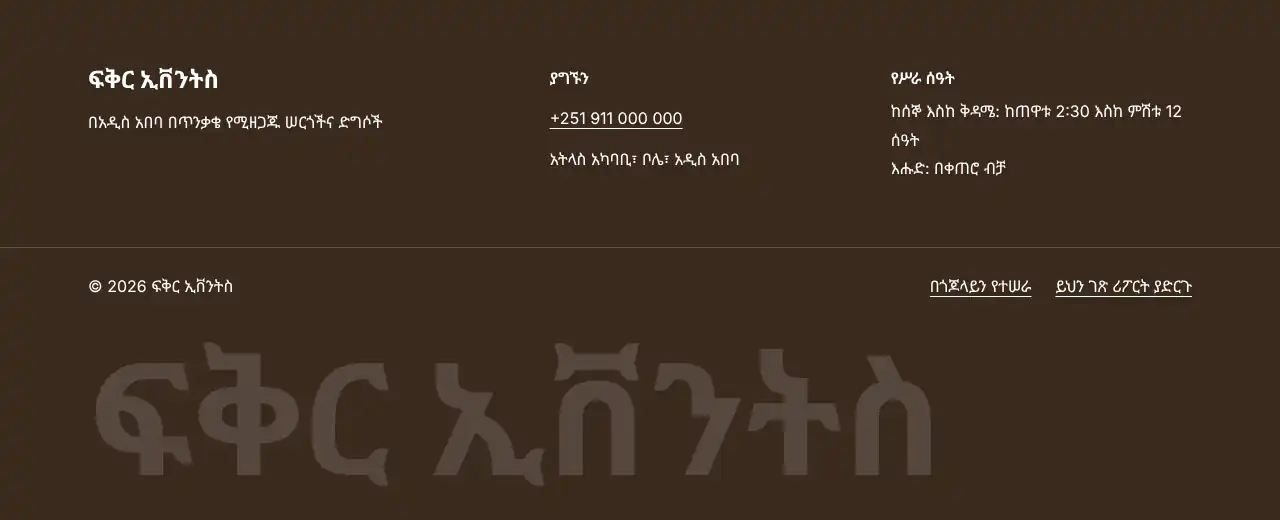 ፍቅር ኢቨንትስ
በአዲስ አበባ በጥንቃቄ የሚዘጋጁ ሠርጎችና ድግሶች
ያግኙን
+251 911 000 000
አትላስ አካባቢ፣ ቦሌ፣ አዲስ አበባ
የሥራ ሰዓት
ከሰኞ እስከ ቅዳሜ: ከጠዋቱ 2:30 እስከ ምሽቱ 12
ሰዓት
እሑድ: በቀጠሮ ብቻ
© 2026 ፍቅር ኢቨንትስ
በጎጆላይን የተሠራ
ይህን ገጽ ሪፖርት ያድርጉ
ፍቅር ኢቨንትስ